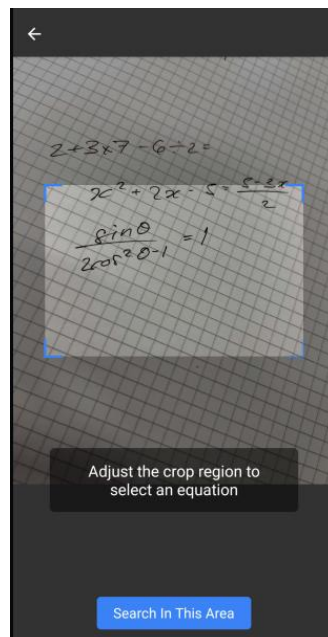 2+3×7-6÷2=
x² + 2x - 5 = (5-2x)/2
sinθ/(2cos²θ-1) = 1
Adjust the crop region to
select an equation
Search In This Area